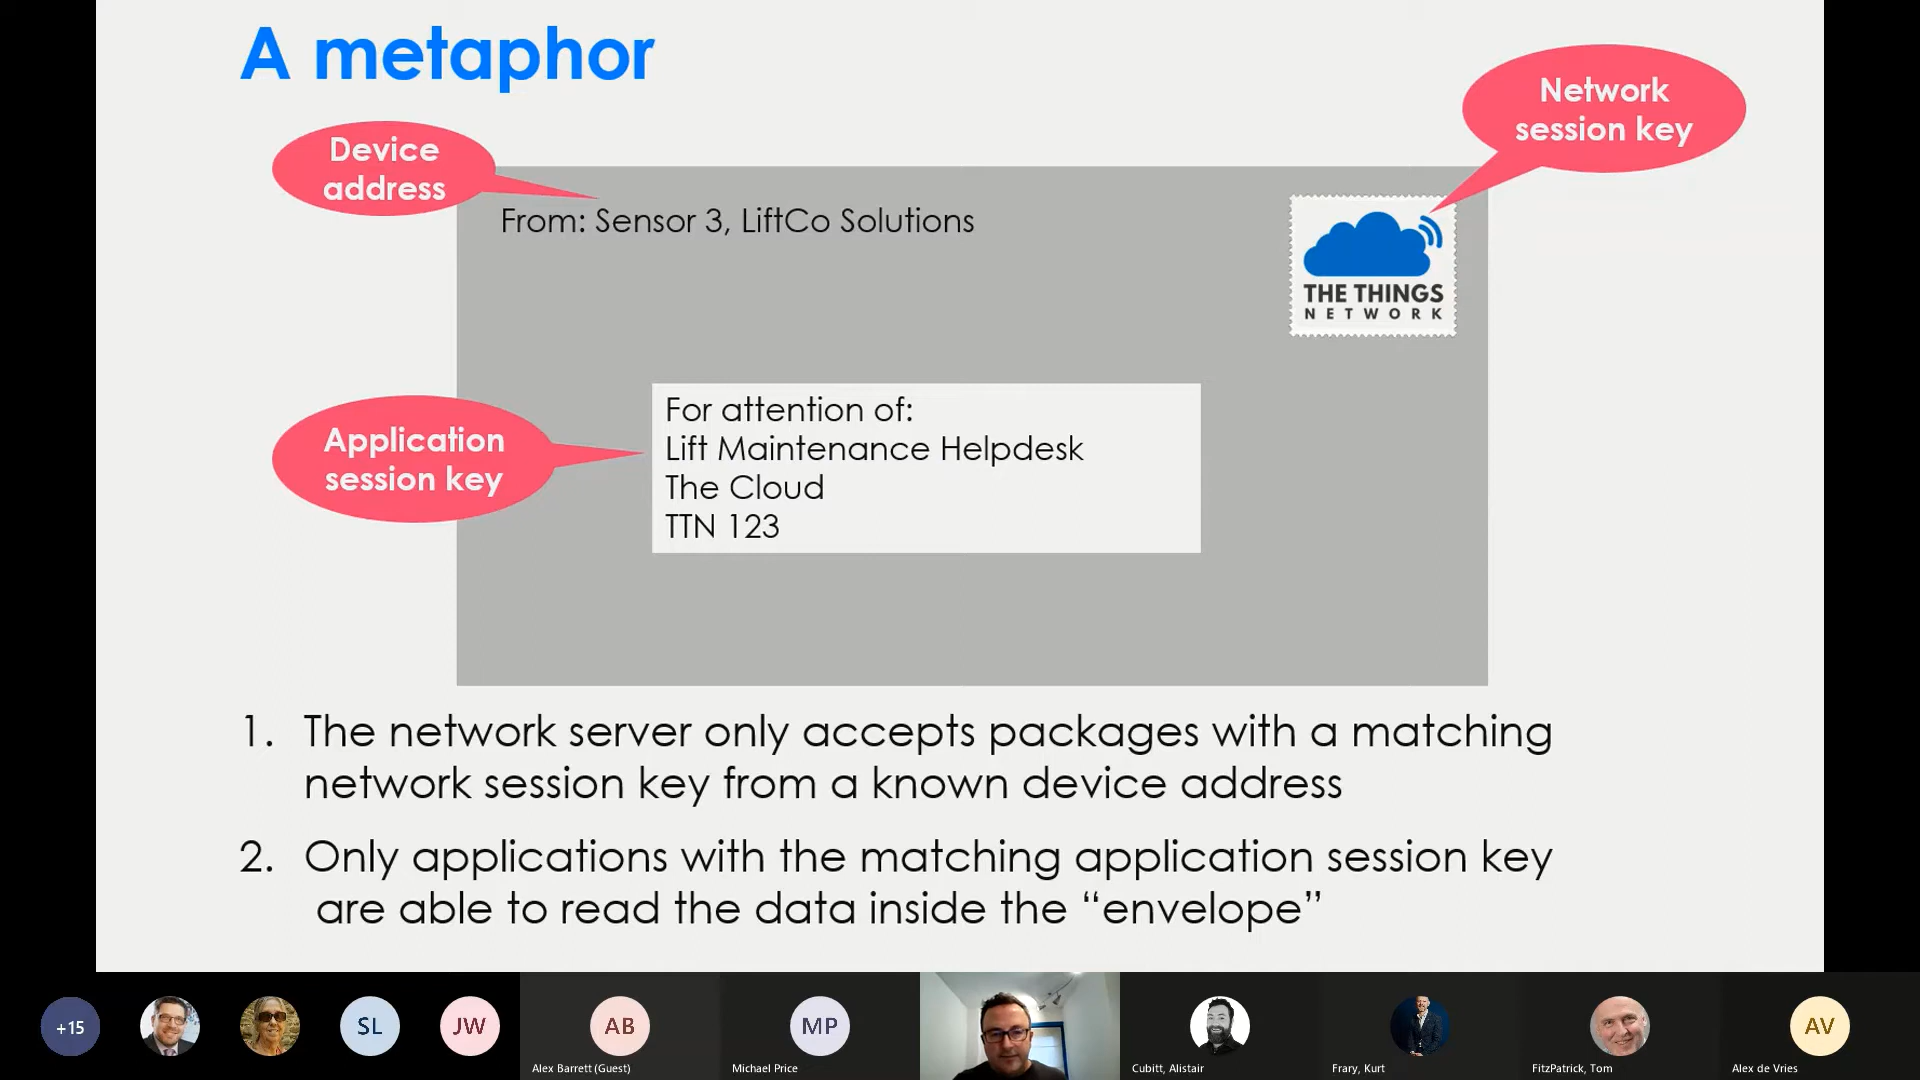 A metaphor
Network
session key
Device
address
From: Sensor 3, LiftCo Solutions
THE THINGS
NETWORK
For attention of:
Lift Maintenance Helpdesk
The Cloud
TTN 123
Application
session key
1. The network server only accepts packages with a matching
network session key from a known device address
2. Only applications with the matching application session key
are able to read the data inside the “envelope”
+15
SL
JW
AB
MP
AV
Alex Barrett (Guest)
Michael Price
Cubitt, Alistair
Frary, Kurt
FitzPatrick, Tom
Alex de Vries